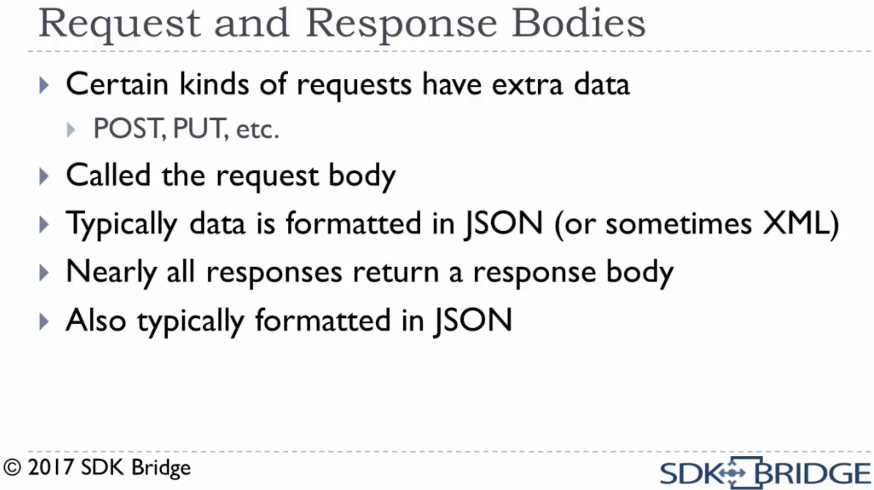 Request and Response Bodies
Certain kinds of requests have extra data
POST, PUT, etc.
Called the request body
Typically data is formatted in JSON (or sometimes XML)
Nearly all responses return a response body
Also typically formatted in JSON
© 2017 SDK Bridge
SDK BRIDGE